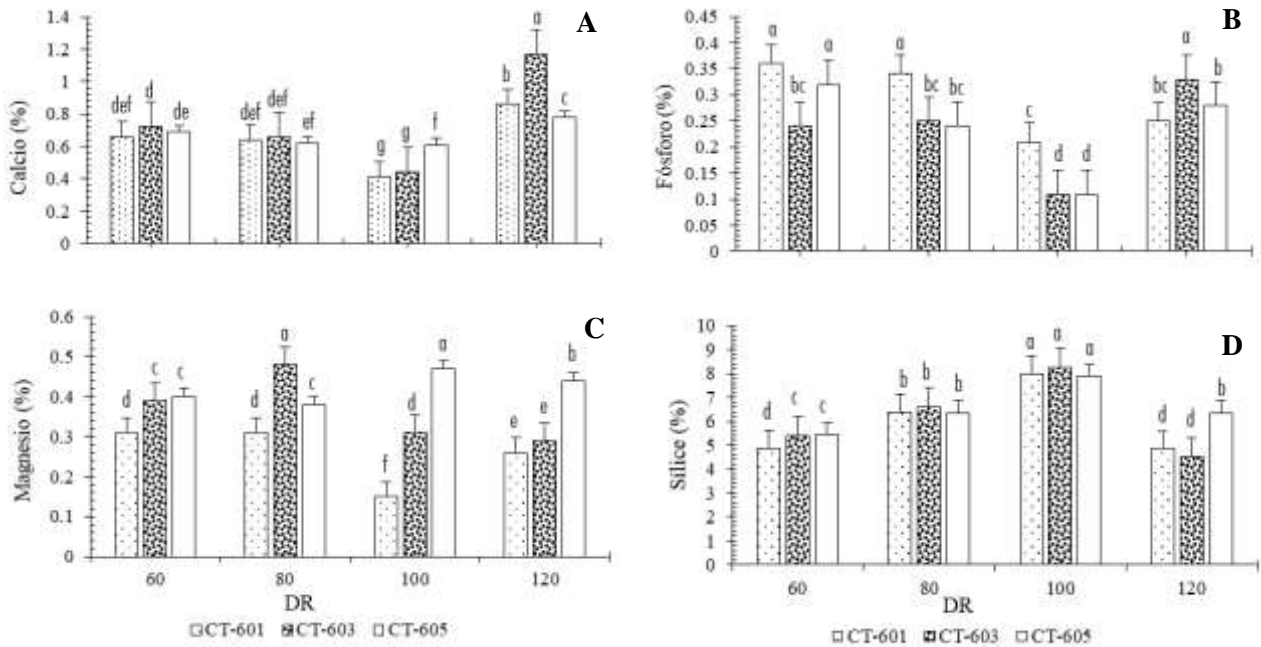 A
Calcio (%)
1.4
1.2
1
0.8
0.6
0.4
0.2
0
def d de
def def ef
g g f
b a c
B
Fósforo (%)
0.45
0.4
0.35
0.3
0.25
0.2
0.15
0.1
0.05
0
a bc a
a bc bc
c d d
bc a b
C
Magnesio (%)
0.6
0.5
0.4
0.3
0.2
0.1
0
d c c
d a c
f d a
e e b
60 80 100 120
DR
CT-601 CT-603 CT-605
D
Sílice (%)
10
9
8
7
6
5
4
3
2
1
0
d c c
b b b
a a a
d d b
60 80 100 120
DR
CT-601 CT-603 CT-605